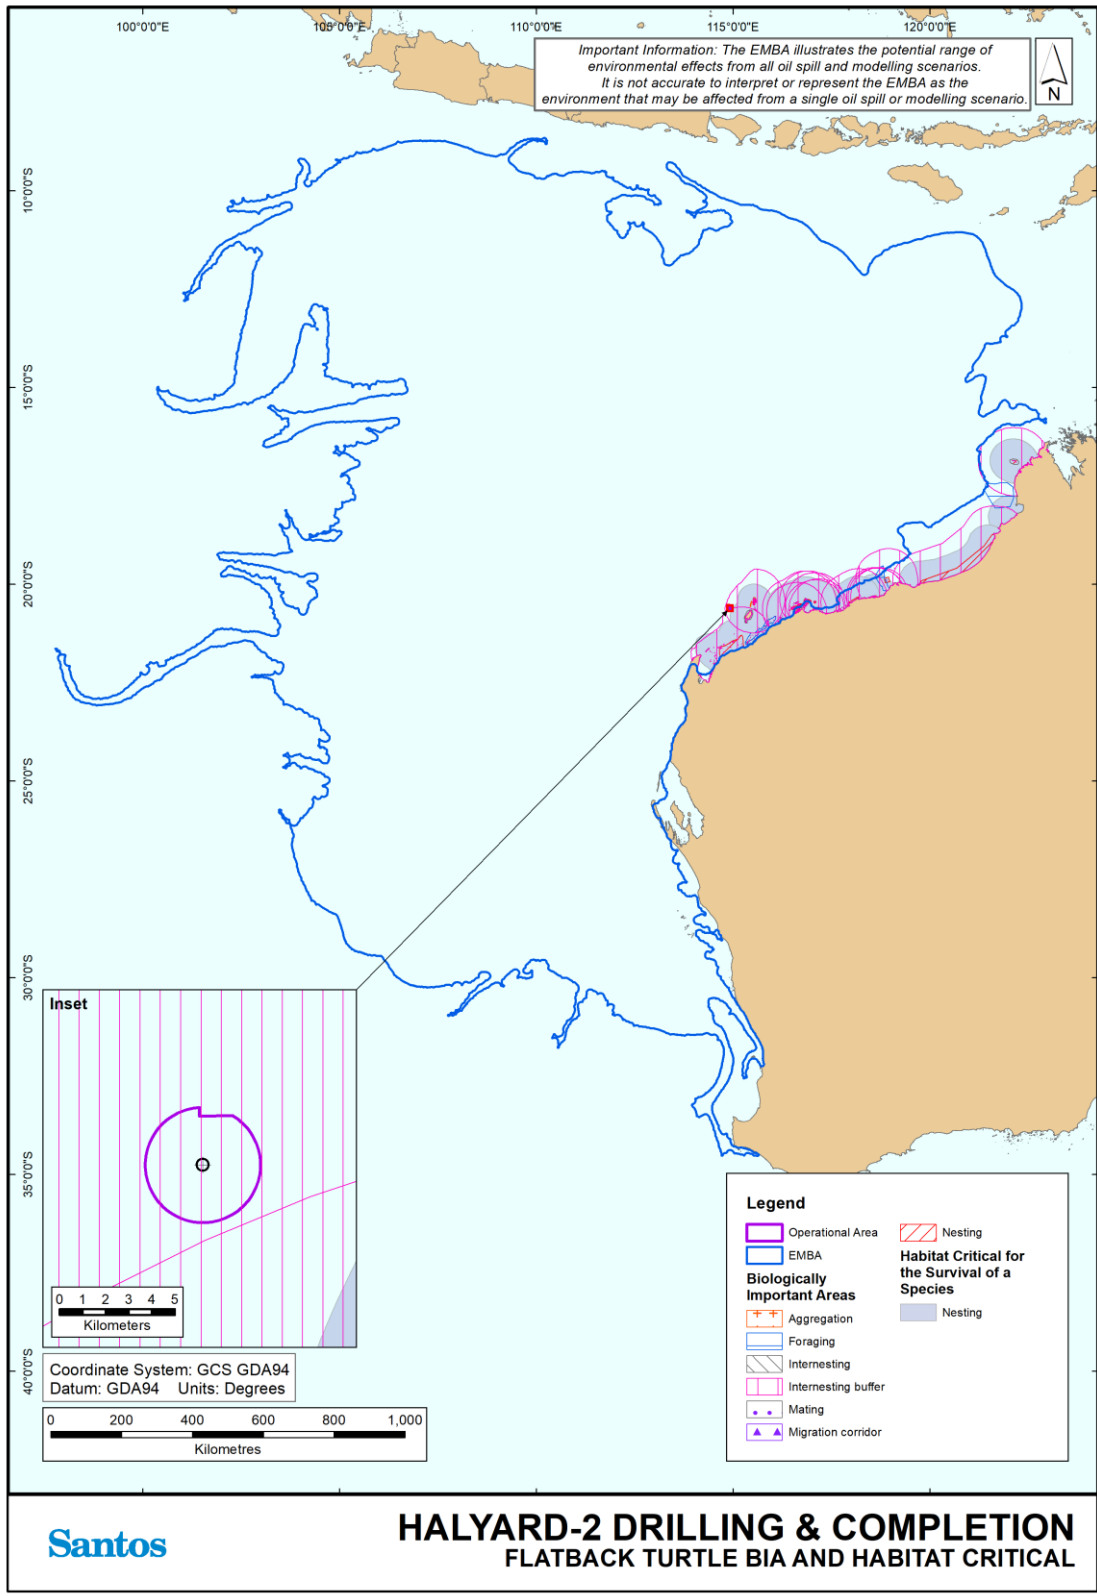 100°0'0"E
105°0'0"E
110°0'0"E
115°0'0"E
120°0'0"E
Important Information: The EMBA illustrates the potential range of
environmental effects from all oil spill and modelling scenarios.
It is not accurate to interpret or represent the EMBA as the
environment that may be affected from a single oil spill or modelling scenario.
N
10°0'0"S
15°0'0"S
20°0'0"S
25°0'0"S
30°0'0"S
35°0'0"S
40°0'0"S
Inset
0 1 2 3 4 5
Kilometers
Coordinate System: GCS GDA94
Datum: GDA94 Units: Degrees
0 200 400 600 800 1,000
Kilometres
Legend
Operational Area
EMBA
Biologically
Important Areas
Aggregation
Foraging
Internesting
Internesting buffer
Mating
Migration corridor
Nesting
Habitat Critical for
the Survival of a
Species
Nesting
Santos
HALYARD-2 DRILLING & COMPLETION
FLATBACK TURTLE BIA AND HABITAT CRITICAL